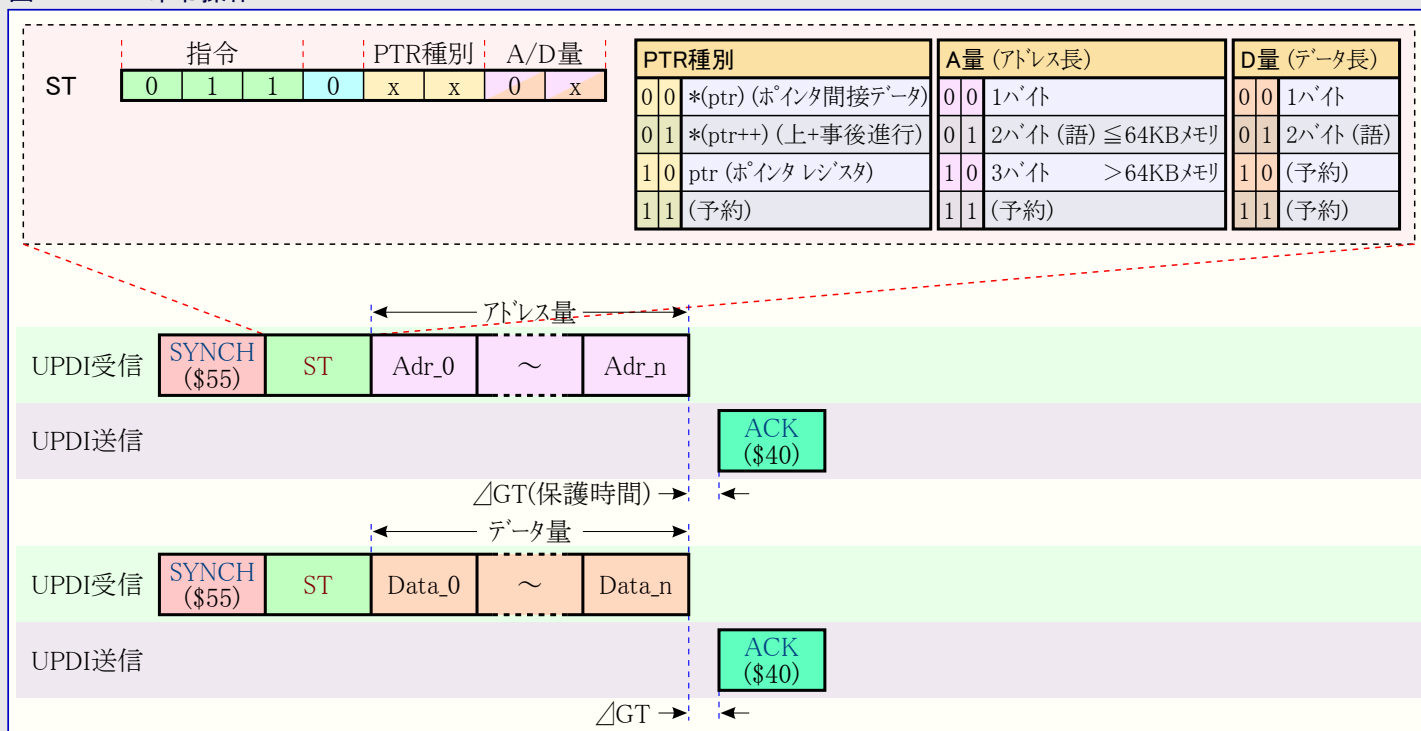 指令 PTR種別 A/D量
ST 0 1 1 0 x x 0 x
PTR種別
0 0 *(ptr) (ポインタ間接データ)
0 1 *(ptr++) (上+事後進行)
1 0 ptr (ポインタ レジスタ)
1 1 (予約)
A量 (アドレス長)
0 0 1バイト
0 1 2バイト (語) ≦64KBメモリ
1 0 3バイト >64KBメモリ
1 1 (予約)
D量 (データ長)
0 0 1バイト
0 1 2バイト (語)
1 0 (予約)
1 1 (予約)
アドレス量
UPDI受信 SYNCH ($55) ST Adr_0 ~ Adr_n
UPDI送信 ACK ($40)
⊿GT(保護時間)
データ量
UPDI受信 SYNCH ($55) ST Data_0 ~ Data_n
UPDI送信 ACK ($40)
⊿GT